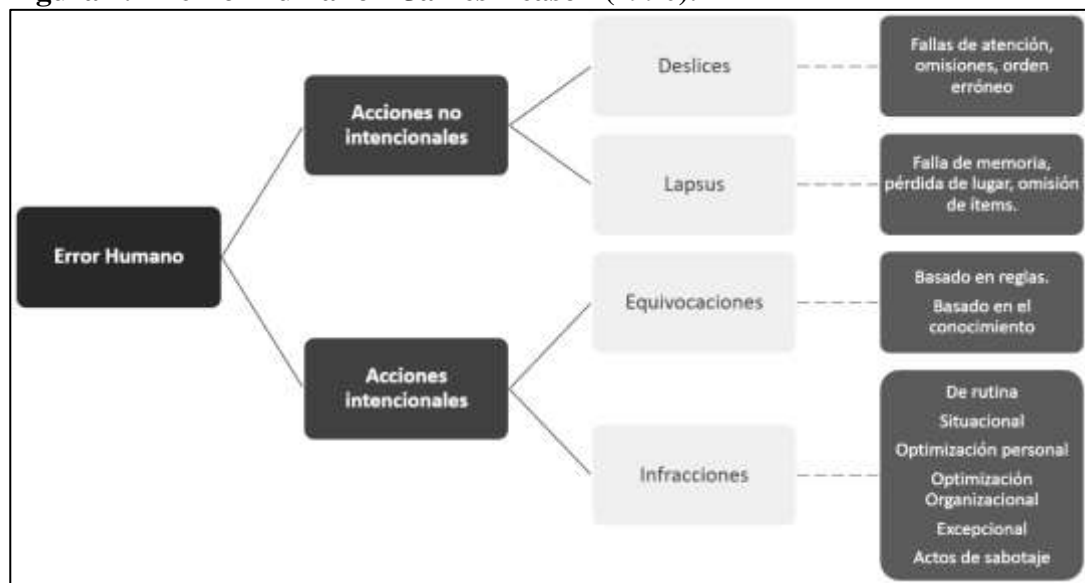 Error Humano
Acciones no
intencionales
Deslices
Fallas de atención,
omisiones, orden
erróneo
Lapsus
Falla de memoria,
pérdida de lugar, omisión
de ítems.
Acciones
intencionales
Equivocaciones
Basado en reglas.
Basado en el
conocimiento
Infracciones
De rutina
Situacional
Optimización personal
Optimización
Organizacional
Excepcional
Actos de sabotaje